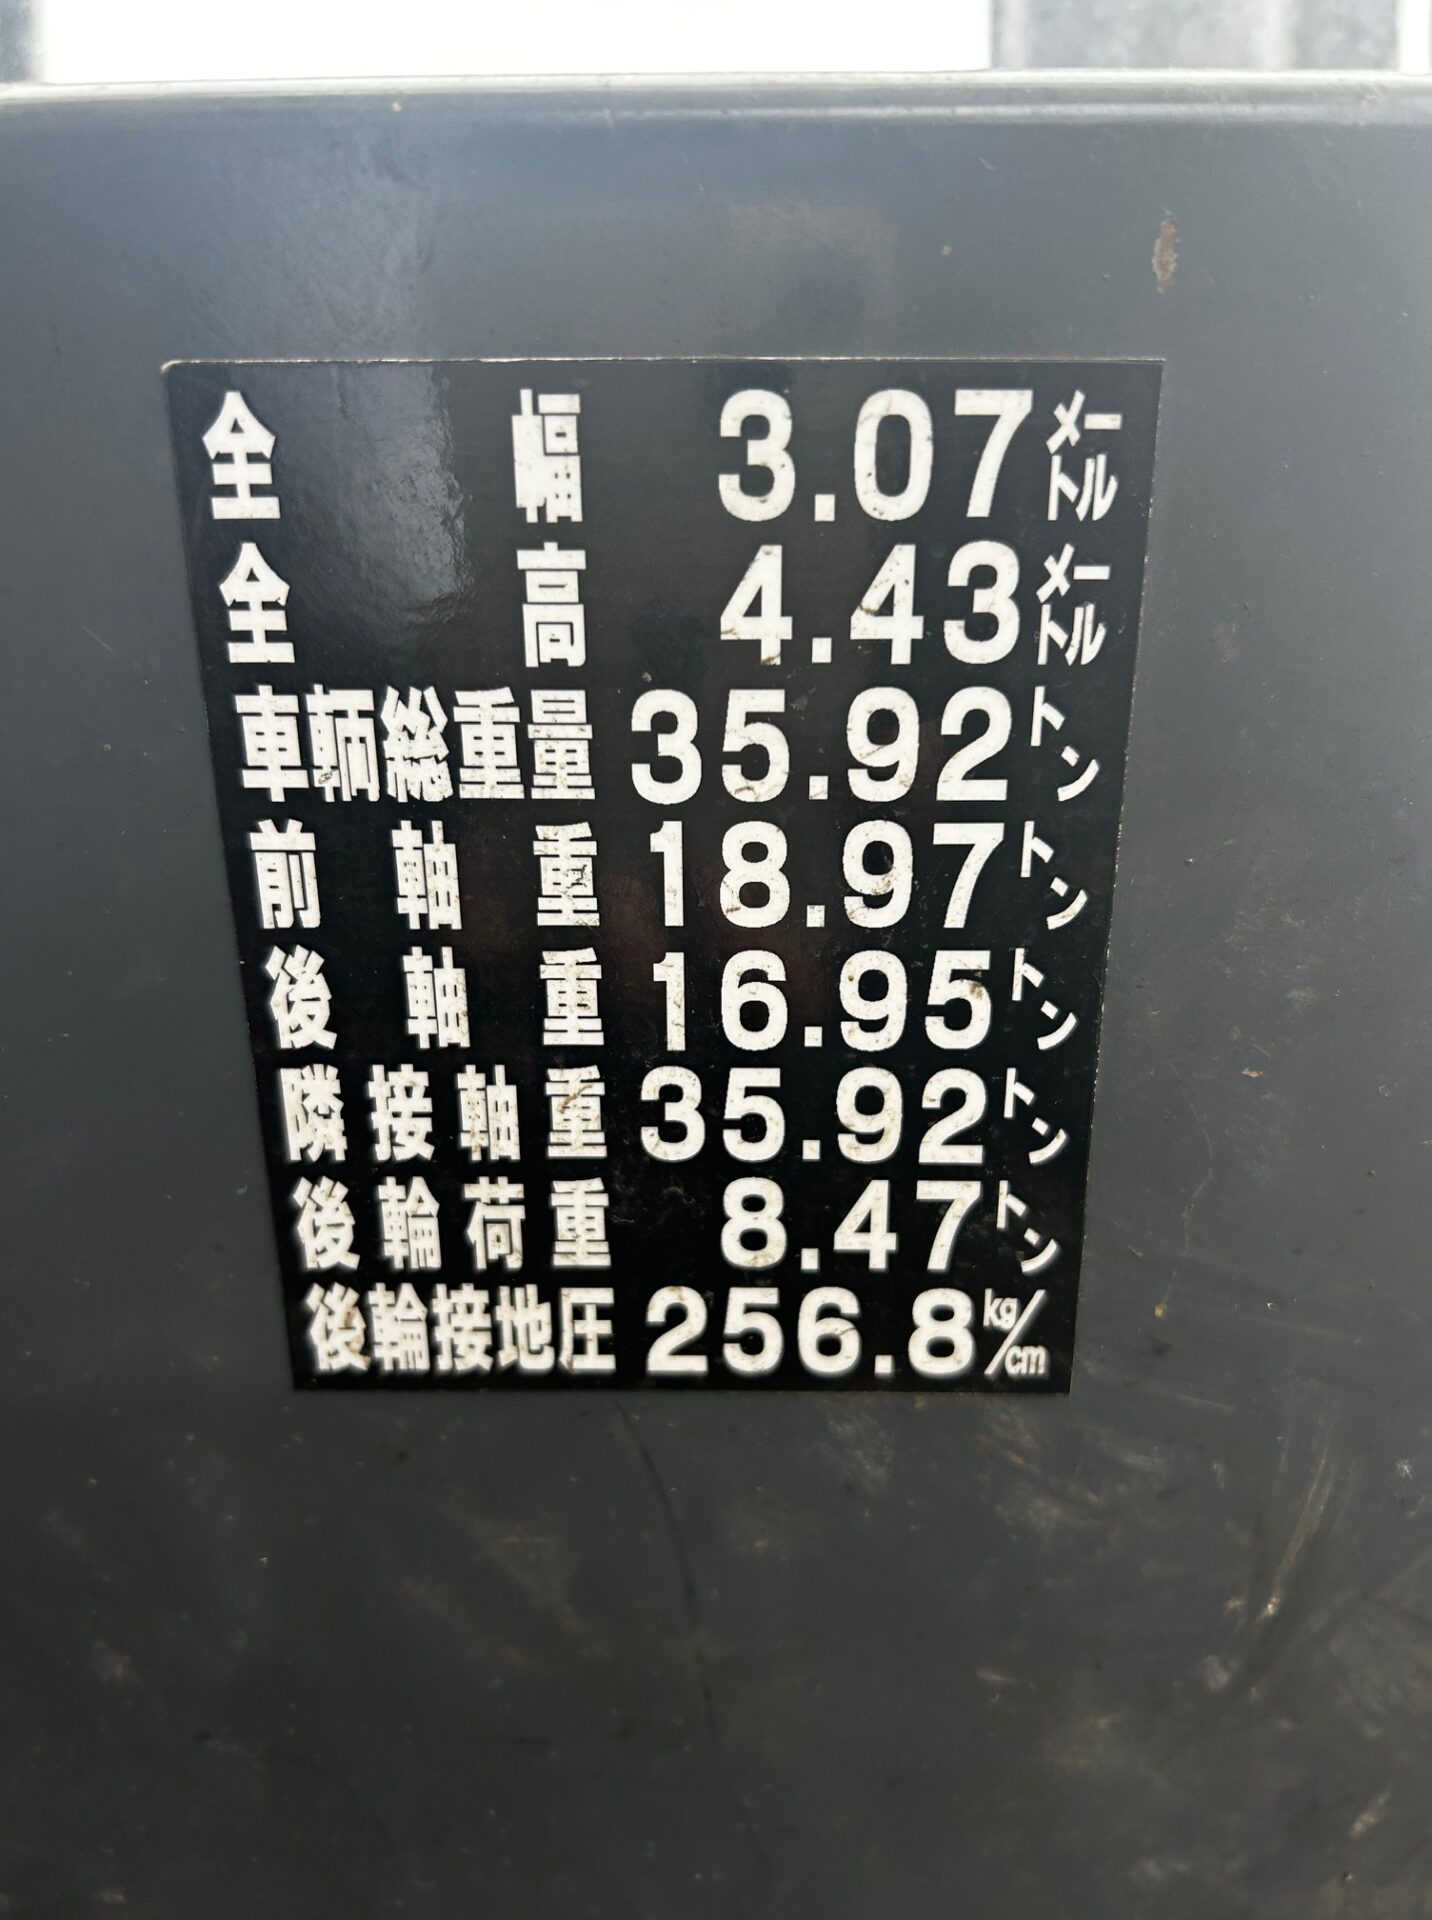 全幅 3.07メートル
全高 4.43メートル
車輌総重量 35.92トン
前軸重 18.97トン
後軸重 16.95トン
隣接軸重 35.92トン
後輪荷重 8.47トン
後輪接地圧 256.8kg/cm